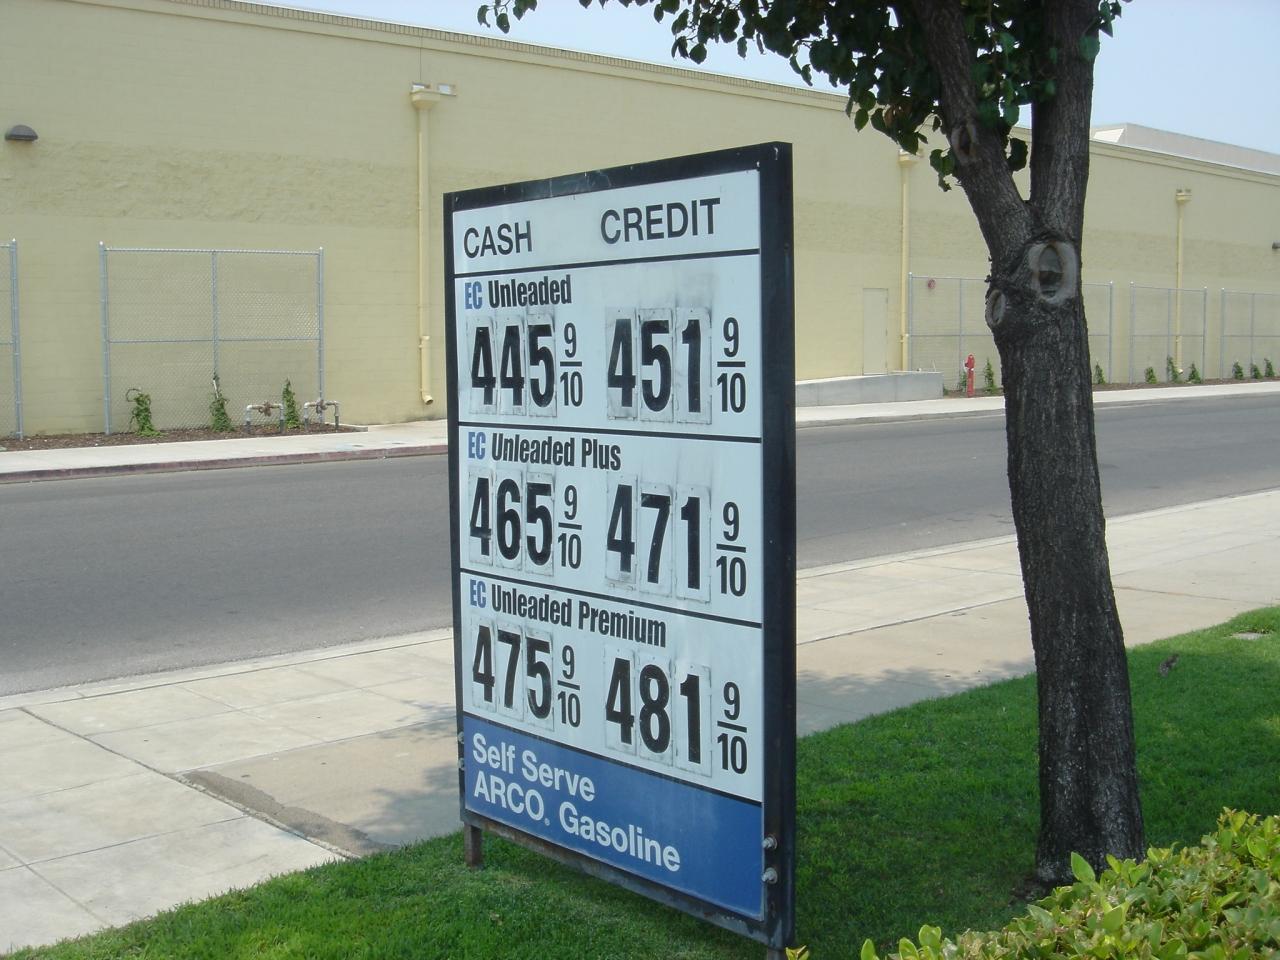 CASH CREDIT
EC Unleaded
445 9/10 451 9/10
EC Unleaded Plus
465 9/10 471 9/10
EC Unleaded Premium
475 9/10 481 9/10
Self Serve
ARCO® Gasoline